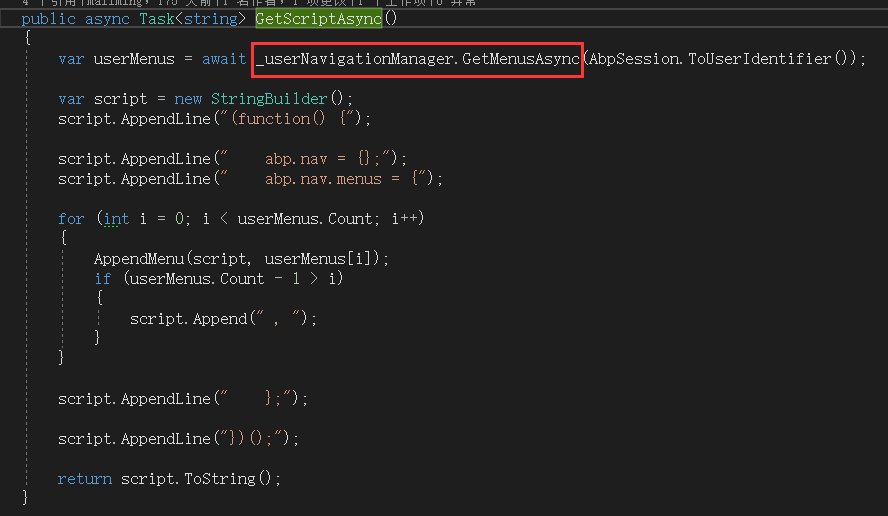 public async Task<string> GetScriptAsync()
{
var userMenus = await _userNavigationManager.GetMenusAsync(AbpSession.ToUserIdentifier());
var script = new StringBuilder();
script.AppendLine("(function() {");
script.AppendLine("    abp.nav = {};");
script.AppendLine("    abp.nav.menus = {");
for (int i = 0; i < userMenus.Count; i++)
{
AppendMenu(script, userMenus[i]);
if (userMenus.Count - 1 > i)
{
script.Append(" , ");
}
}
script.AppendLine("    };");
script.AppendLine("})();");
return script.ToString();
}